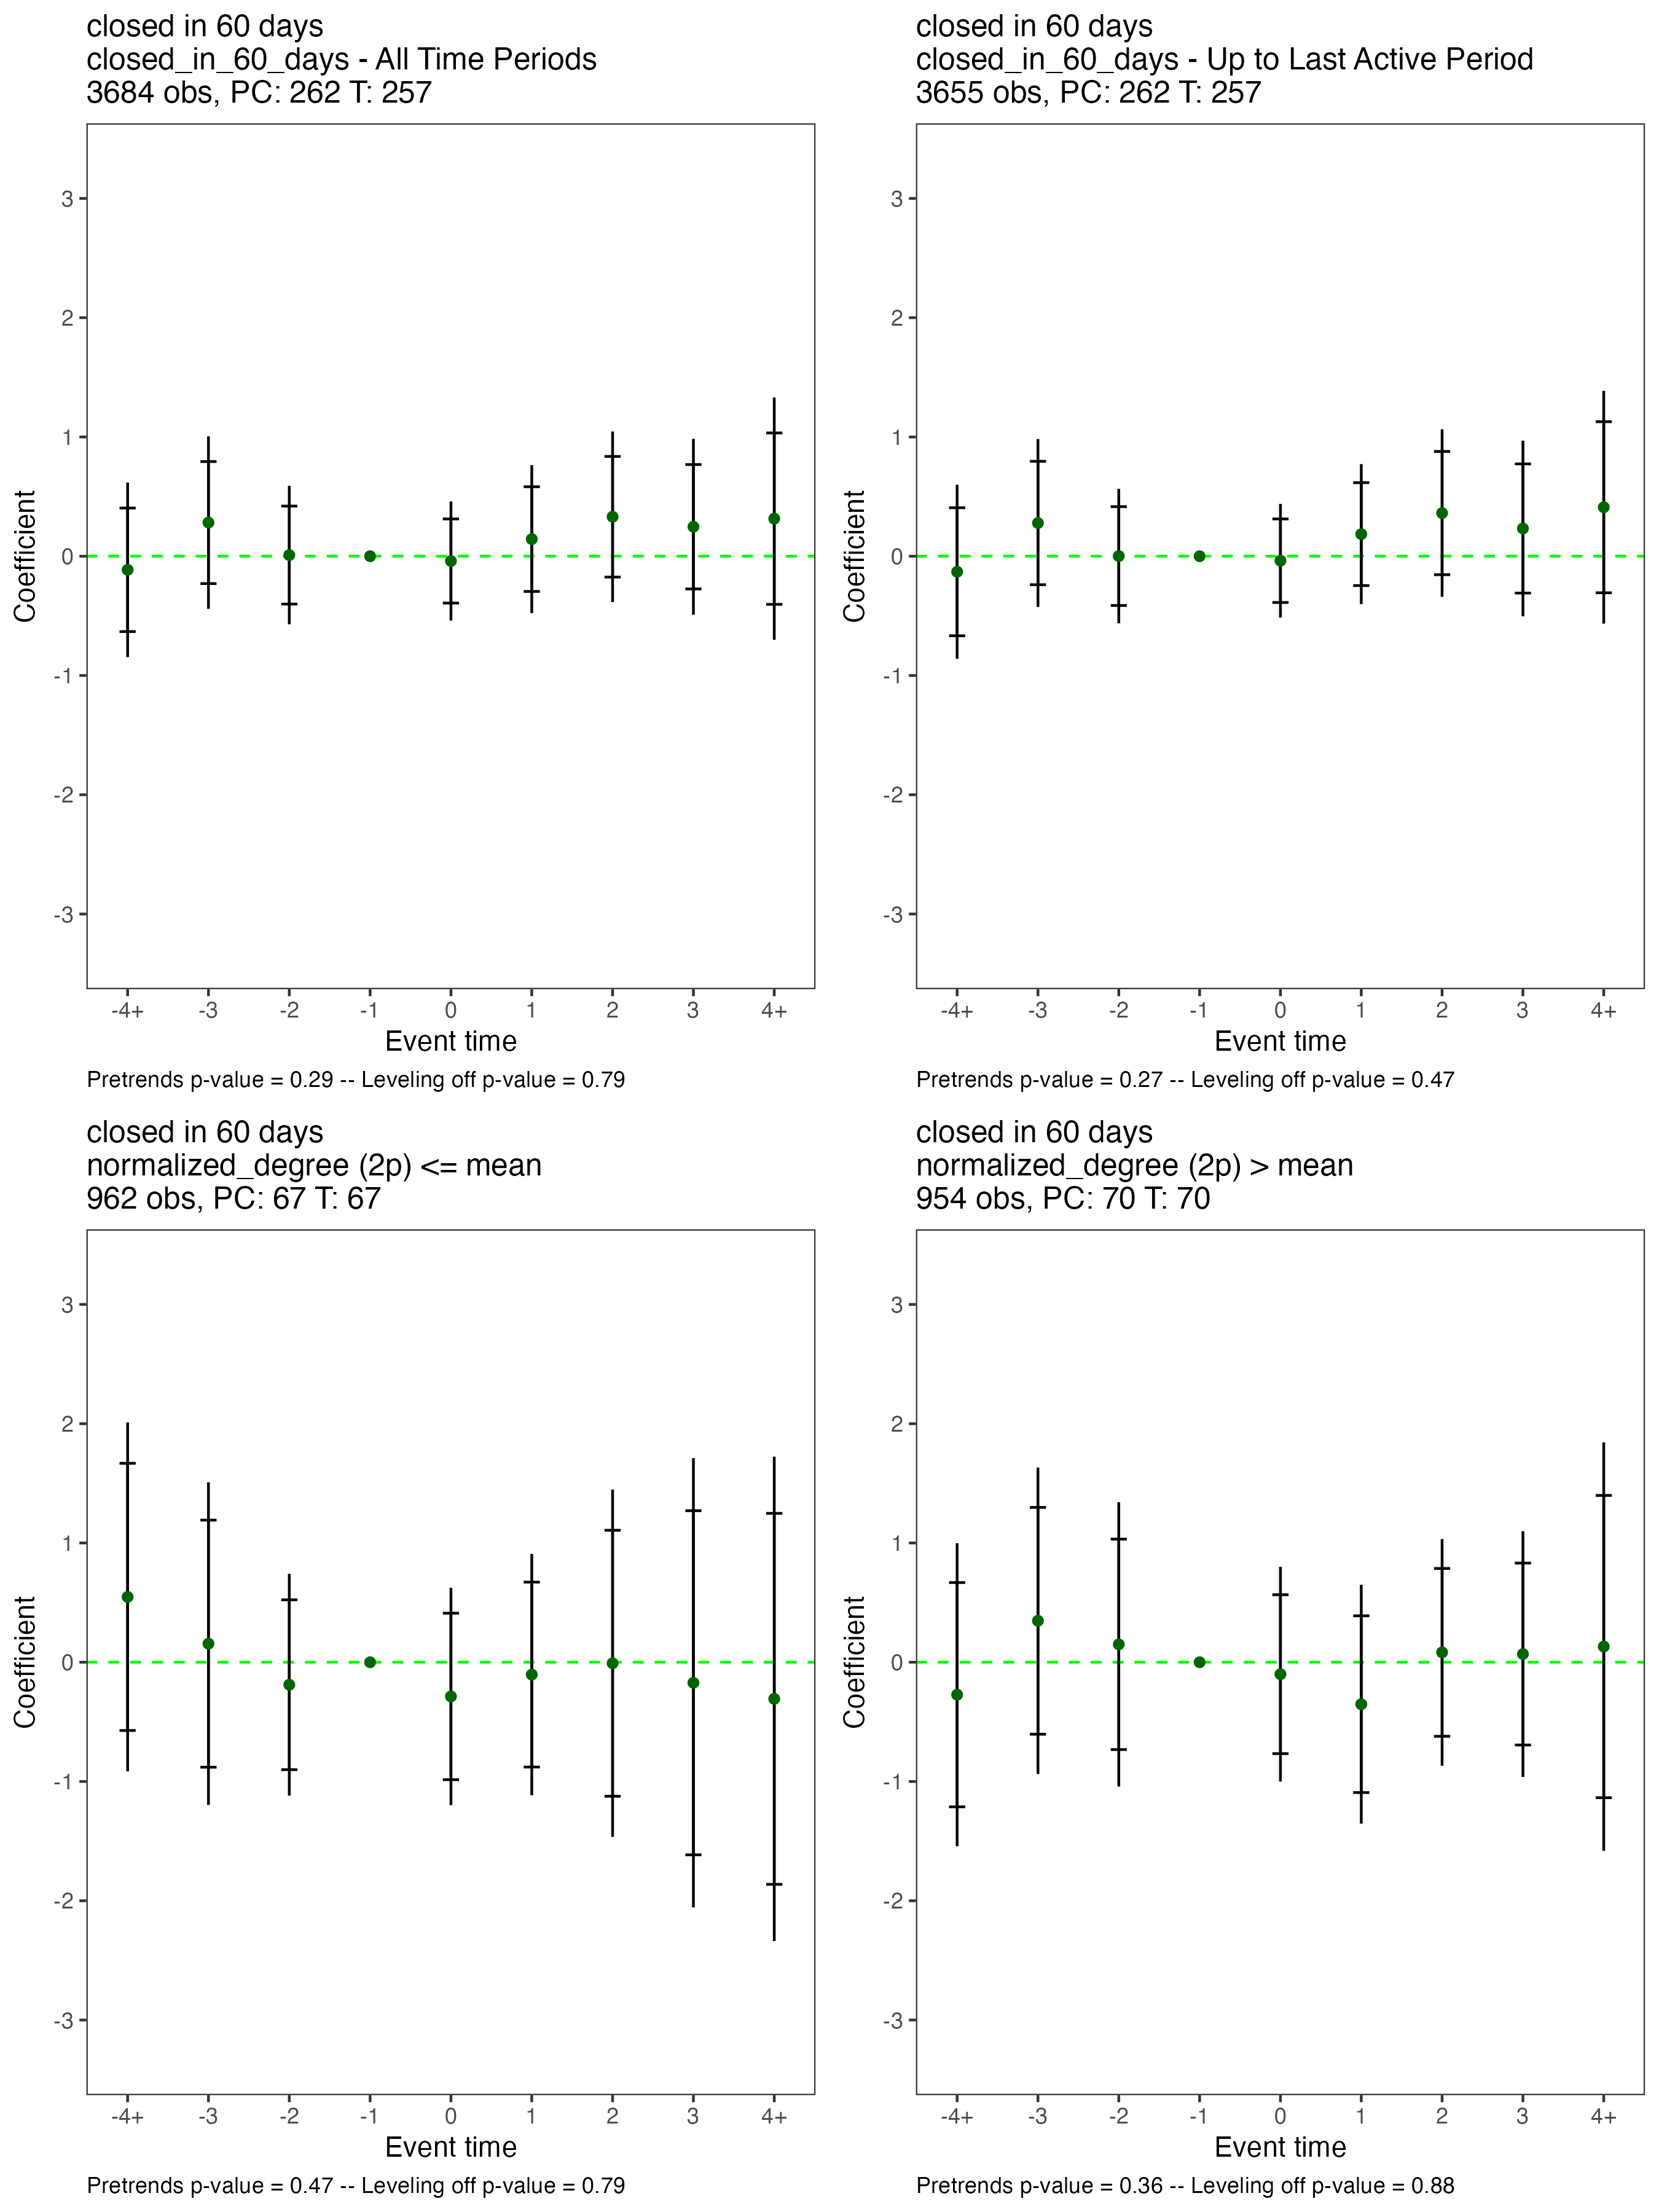 closed in 60 days
closed_in_60_days - All Time Periods
3684 obs, PC: 262 T: 257
3
2
1
0
-1
-2
-3
Coefficient
-4+ -3 -2 -1 0 1 2 3 4+
Event time
Pretrends p-value = 0.29 -- Leveling off p-value = 0.79
closed in 60 days
closed_in_60_days - Up to Last Active Period
3655 obs, PC: 262 T: 257
3
2
1
0
-1
-2
-3
Coefficient
-4+ -3 -2 -1 0 1 2 3 4+
Event time
Pretrends p-value = 0.27 -- Leveling off p-value = 0.47
closed in 60 days
normalized_degree (2p) <= mean
962 obs, PC: 67 T: 67
3
2
1
0
-1
-2
-3
Coefficient
-4+ -3 -2 -1 0 1 2 3 4+
Event time
Pretrends p-value = 0.47 -- Leveling off p-value = 0.79
closed in 60 days
normalized_degree (2p) > mean
954 obs, PC: 70 T: 70
3
2
1
0
-1
-2
-3
Coefficient
-4+ -3 -2 -1 0 1 2 3 4+
Event time
Pretrends p-value = 0.36 -- Leveling off p-value = 0.88